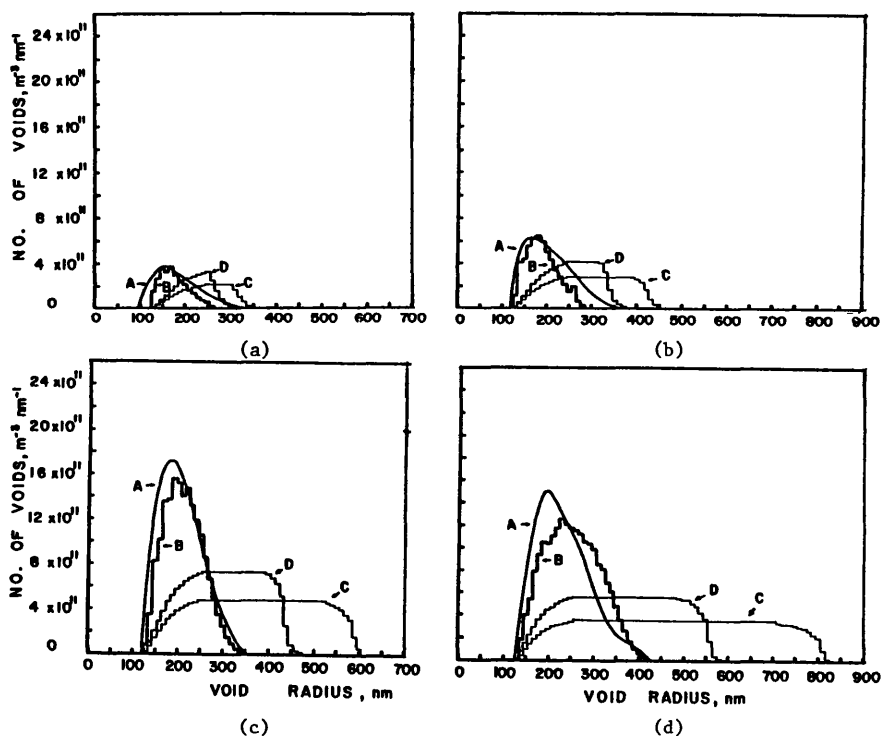 NO. OF VOIDS, m⁻³ nm⁻¹
24 x10¹¹
20 x10¹¹
16 x10¹¹
12 x10¹¹
8 x10¹¹
4 x10¹¹
0
A
B
D
C
0 100 200 300 400 500 600 700
(a)
A
B
D
C
0 100 200 300 400 500 600 700 800 900
(b)
NO. OF VOIDS, m⁻³ nm⁻¹
24 x10¹¹
20 x10¹¹
16 x10¹¹
12 x10¹¹
8 x10¹¹
4 x10¹¹
0
A
B
D
C
0 100 200 300 400 500 600 700
VOID RADIUS, nm
(c)
A
B
D
C
0 100 200 300 400 500 600 700 800 900
VOID RADIUS, nm
(d)